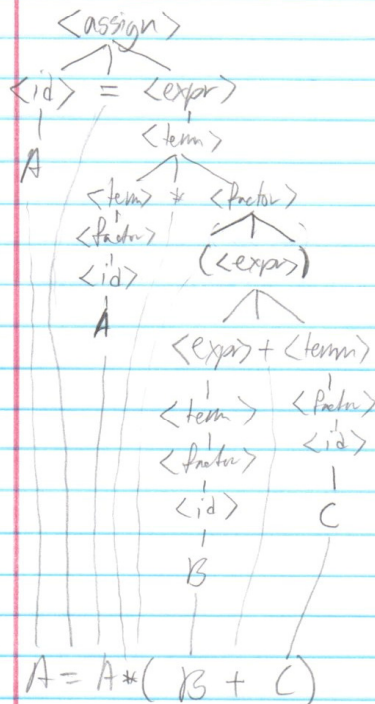 <assign>
<id> = <expr>
A
<term>
<term> * <factor>
<factor>
(<expr>)
<id>
A
<expr> + <term>
<term>
<factor>
<factor>
<id>
<id>
C
B
A = A * ( B + C )